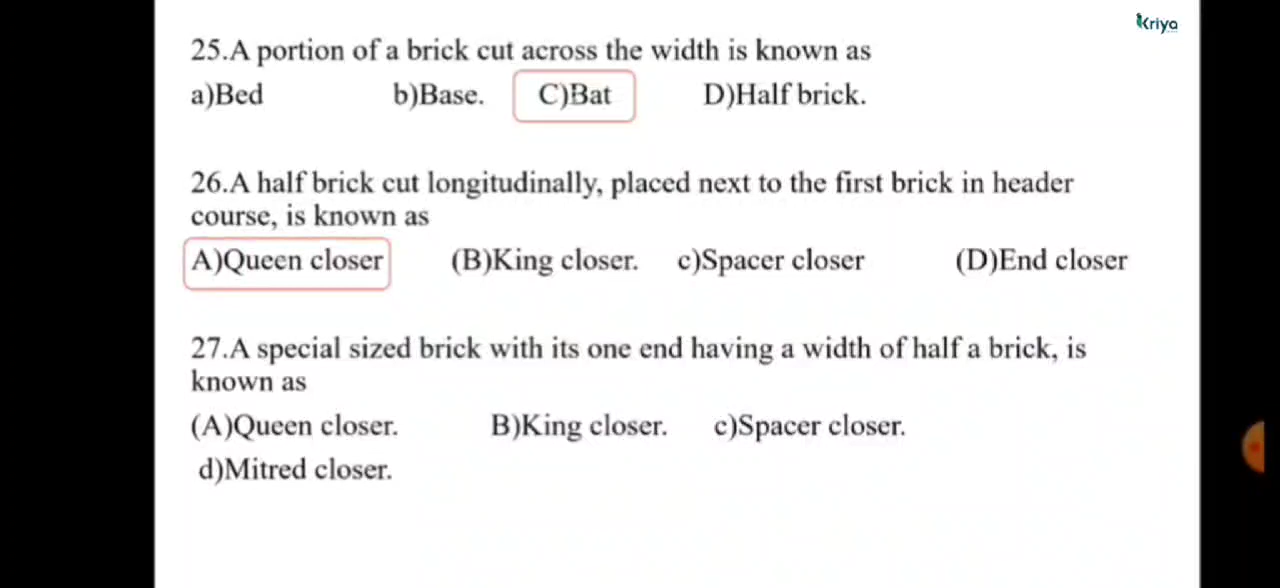 Kriya
25.A portion of a brick cut across the width is known as
a)Bed b)Base. C)Bat D)Half brick.
26.A half brick cut longitudinally, placed next to the first brick in header
course, is known as
A)Queen closer (B)King closer. c)Spacer closer (D)End closer
27.A special sized brick with its one end having a width of half a brick, is
known as
(A)Queen closer. B)King closer. c)Spacer closer.
d)Mitred closer.